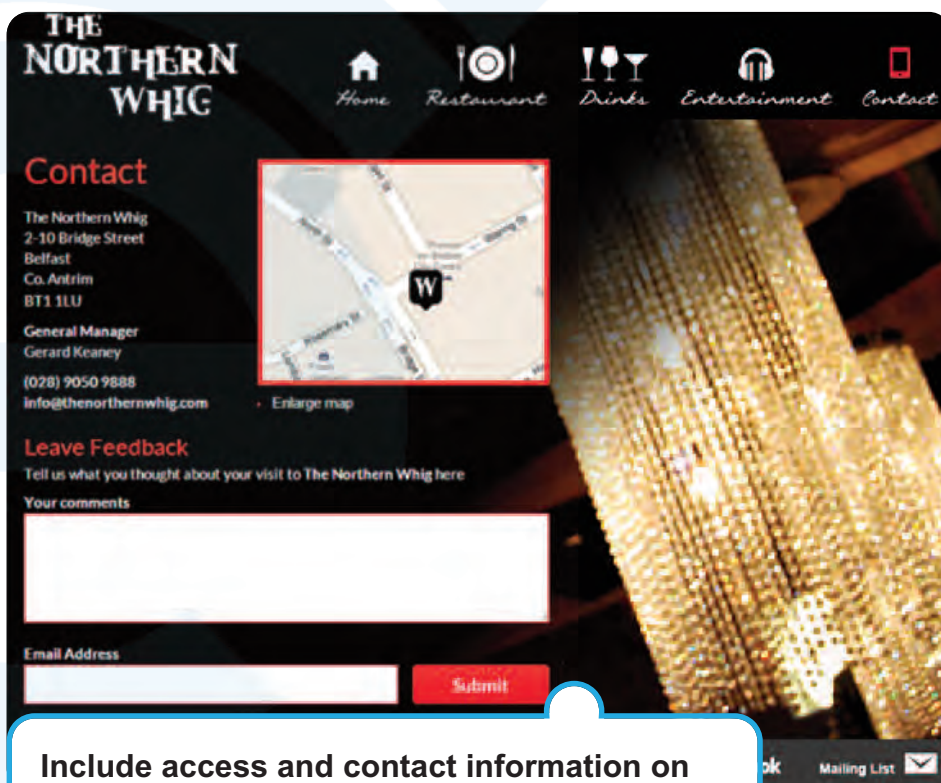 THE
NORTHERN
WHIG
Home Restaurant Drinks Entertainment Contact
Contact
The Northern Whig
2-10 Bridge Street
Belfast
Co. Antrim
BT1 1LU
General Manager
Gerard Keaney
(028) 9050 9888
info@thenorthernwhig.com
Enlarge map
W
Leave Feedback
Tell us what you thought about your visit to The Northern Whig here
Your comments
Email Address
Submit
Mailing List
Include access and contact information on